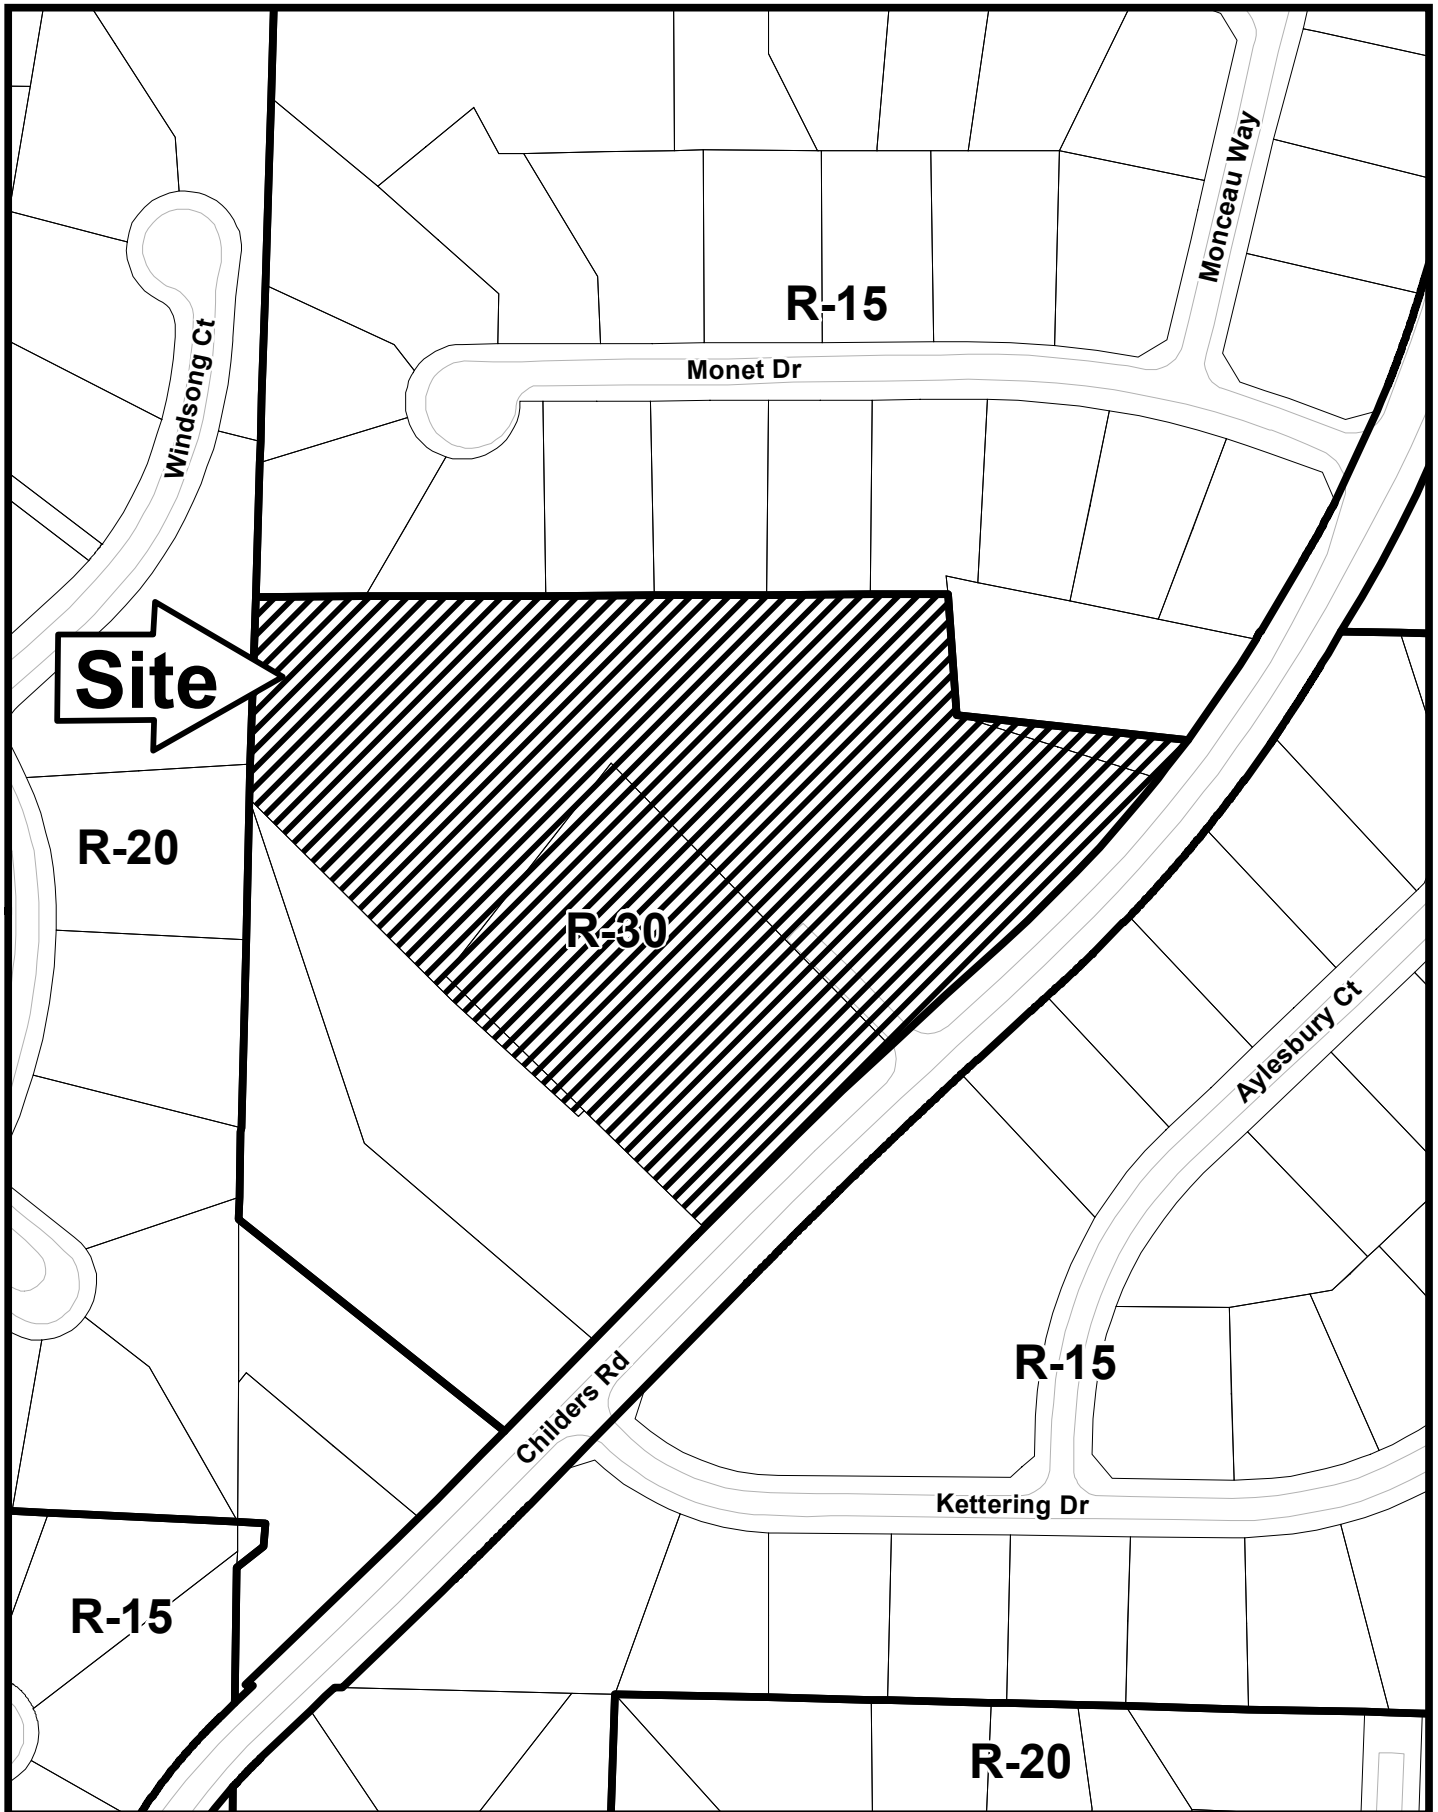 Monceau Way
R-15
Monet Dr
Windsong Ct
Site
R-20
R-30
Aylesbury Ct
R-15
Childers Rd
Kettering Dr
R-15
R-20